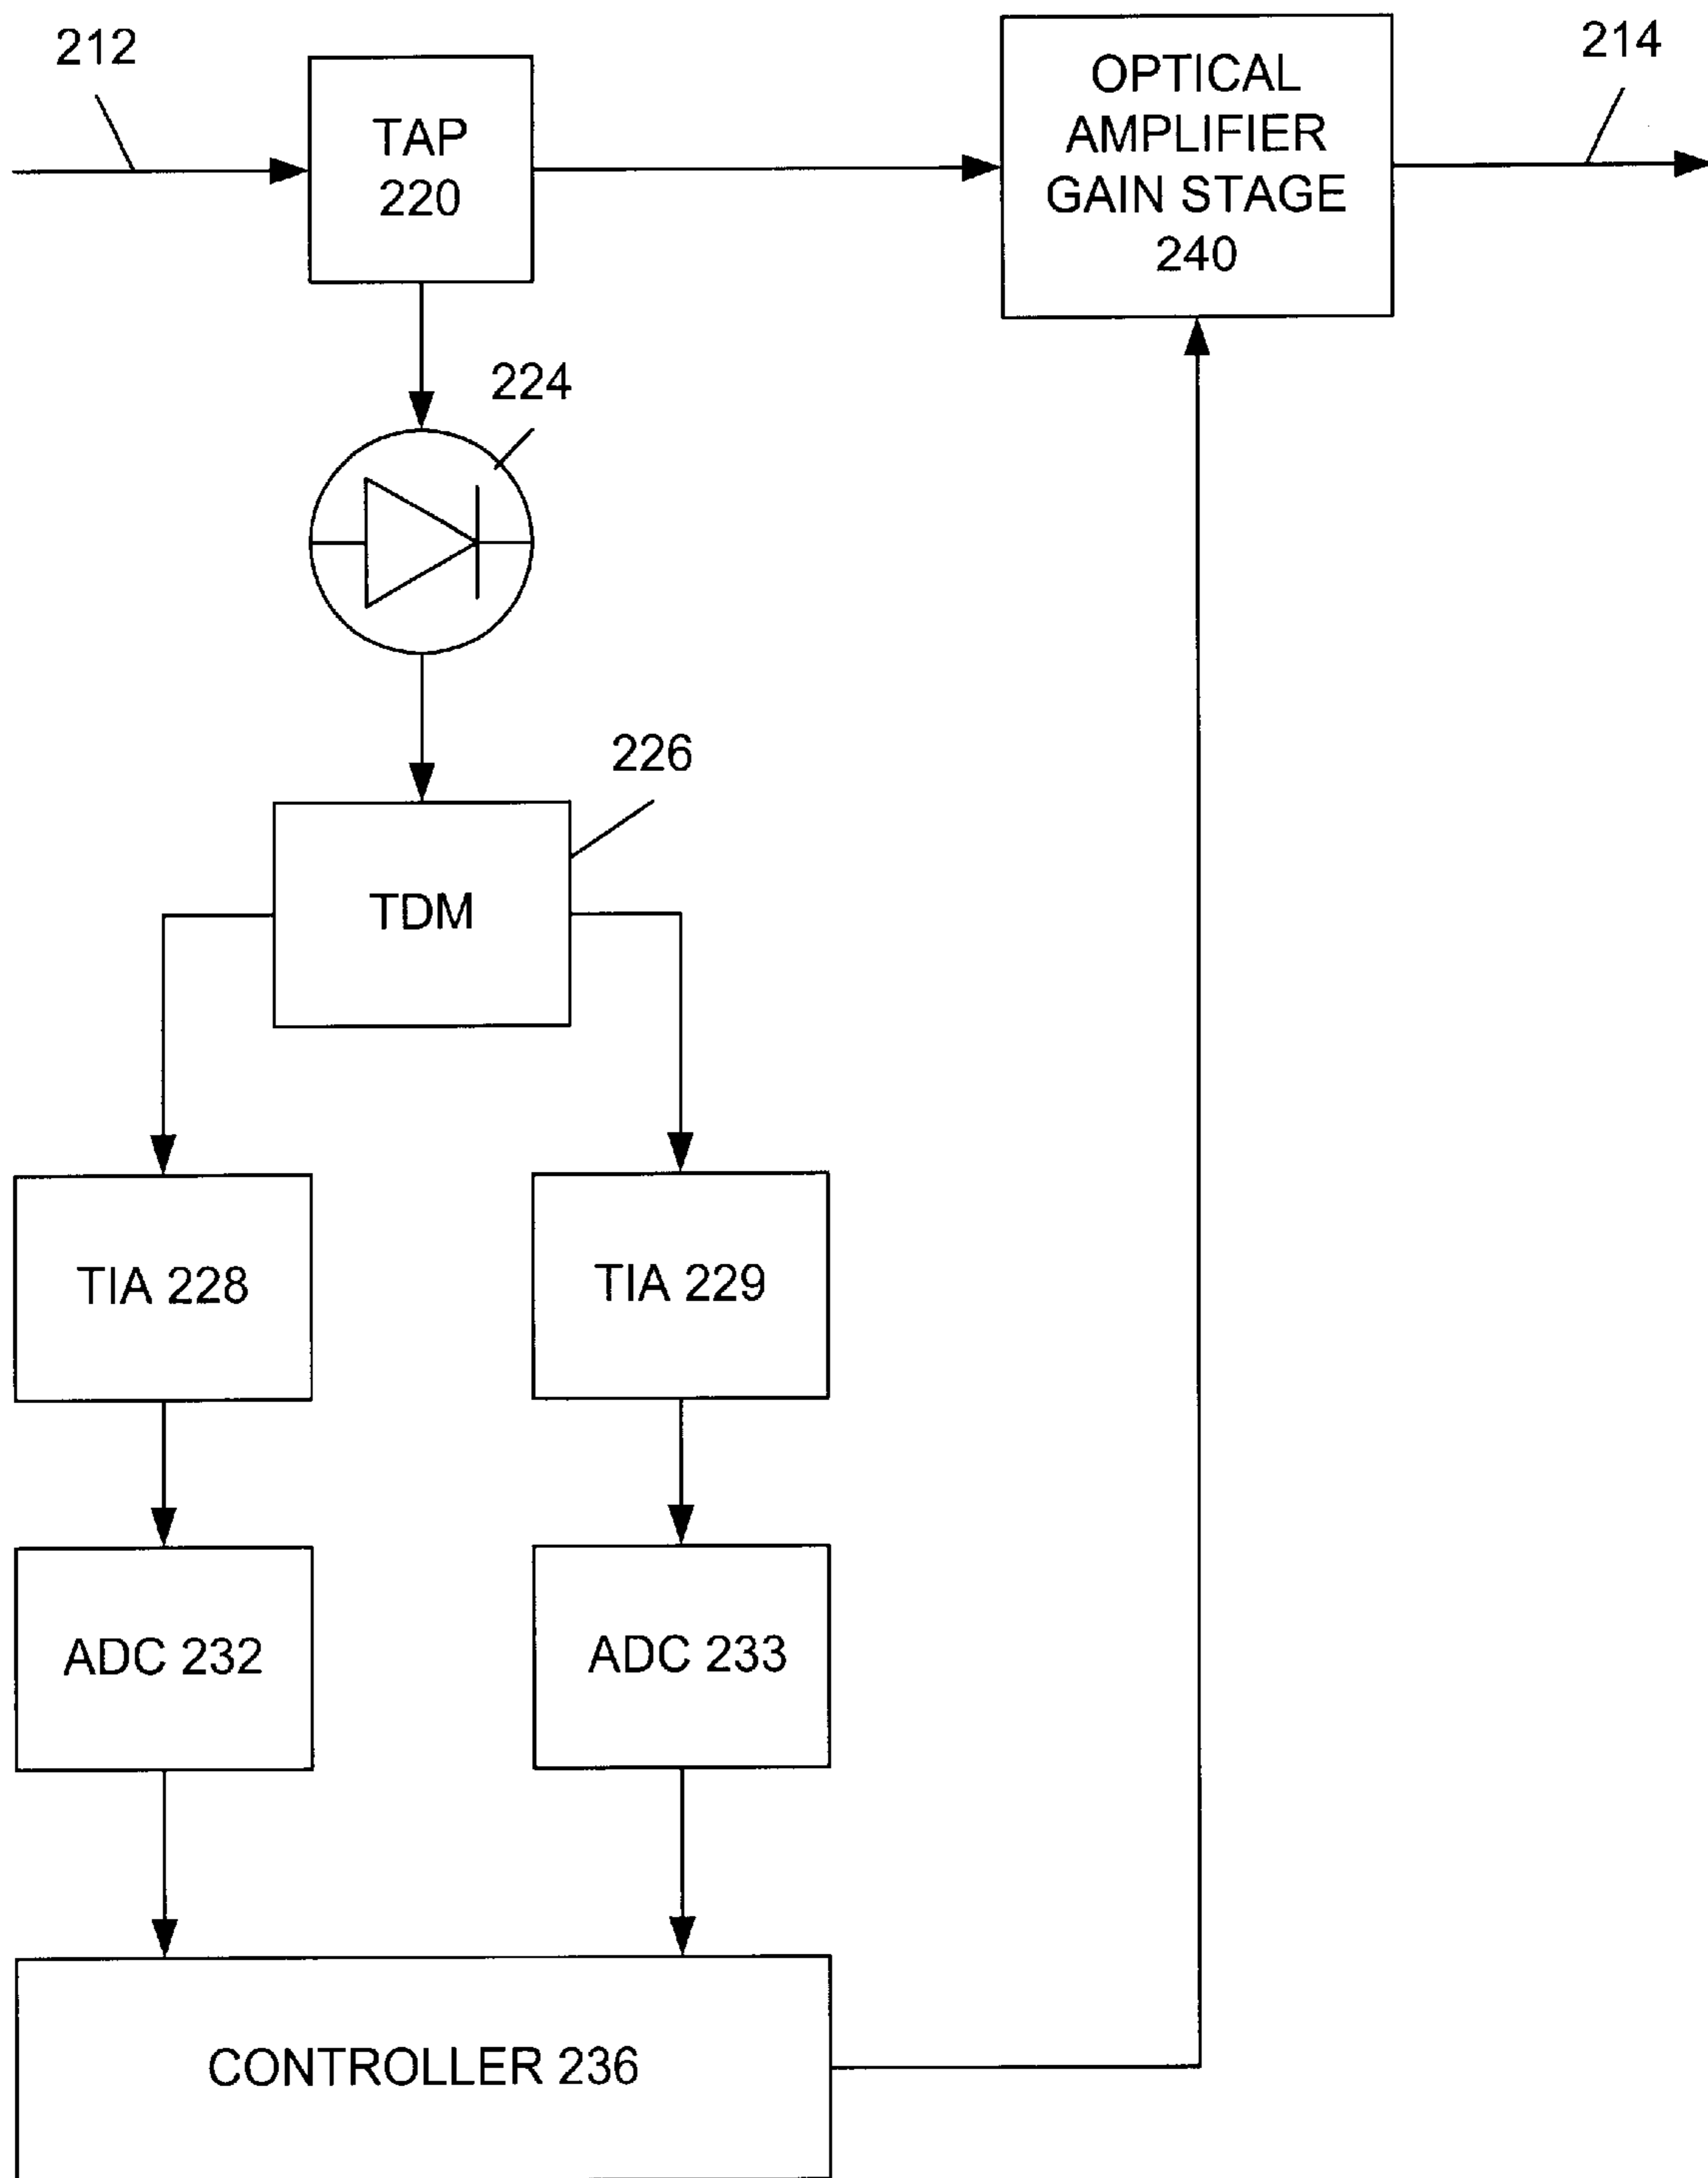 212
TAP
220
OPTICAL
AMPLIFIER
GAIN STAGE
240
214
224
226
TDM
TIA 228
TIA 229
ADC 232
ADC 233
CONTROLLER 236